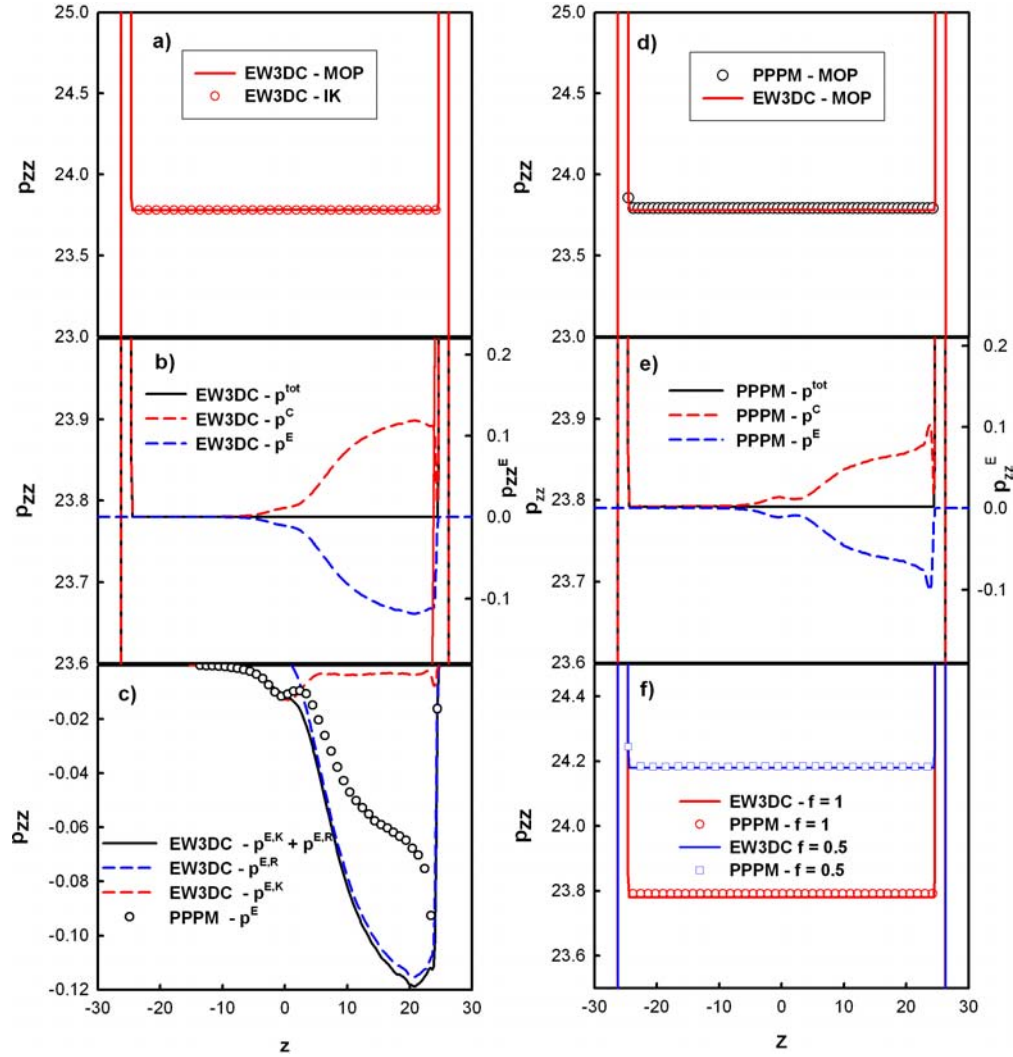 a)
EW3DC - MOP
EW3DC - IK
25.0
24.5
24.0
23.5
23.0
pzz
d)
PPPM - MOP
EW3DC - MOP
25.0
24.5
24.0
23.5
23.0
pzz
b)
EW3DC - p^tot
EW3DC - p^C
EW3DC - p^E
23.9
23.8
23.7
23.6
pzz
0.2
0.1
0.0
-0.1
pzz^E
e)
PPPM - p^tot
PPPM - p^C
PPPM - p^E
23.9
23.8
23.7
23.6
pzz
0.2
0.1
0.0
-0.1
pzz^E
c)
EW3DC - p^E,K + p^E,R
EW3DC - p^E,R
EW3DC - p^E,K
PPPM - p^E
-0.02
-0.04
-0.06
-0.08
-0.10
-0.12
pzz
-30 -20 -10 0 10 20 30
z
f)
EW3DC - f = 1
PPPM - f = 1
EW3DC f = 0.5
PPPM - f = 0.5
24.4
24.2
24.0
23.8
23.6
pzz
-30 -20 -10 0 10 20 30
z